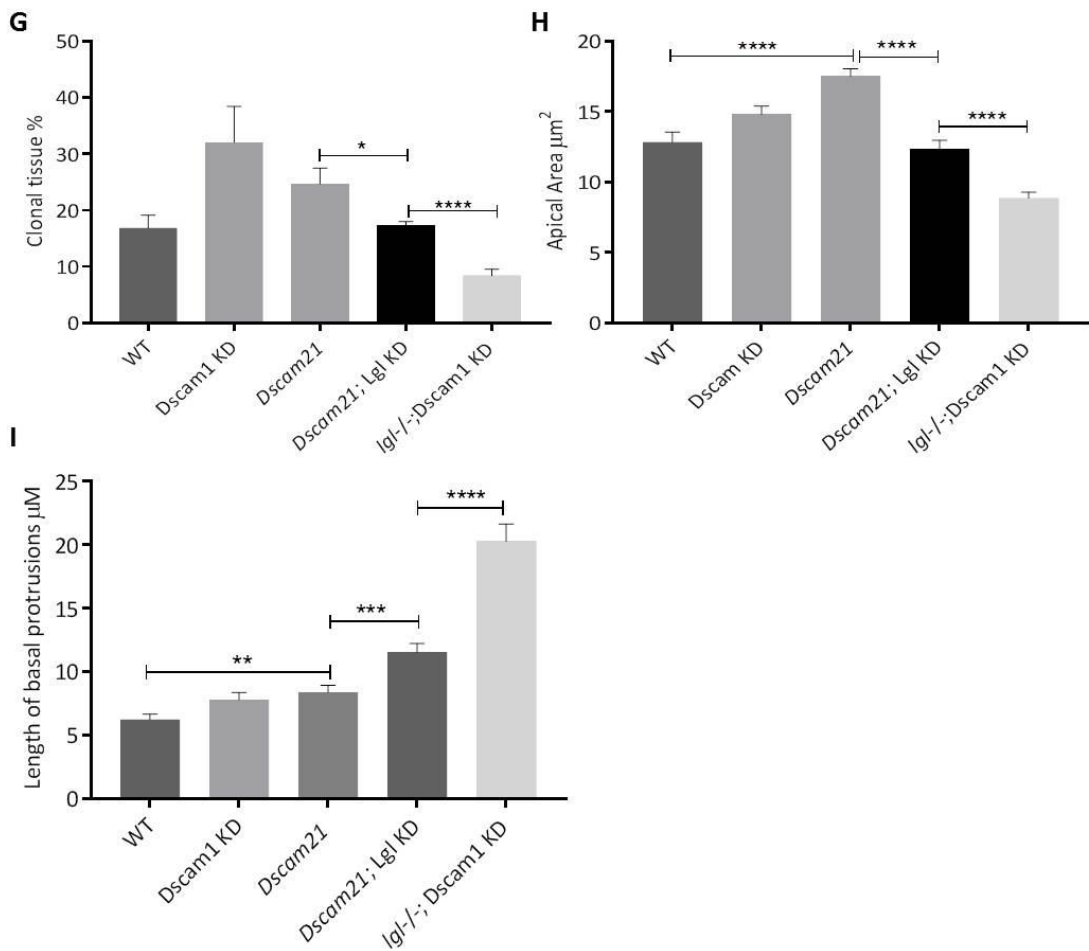 G
50
40
30
20
10
0
Clonal tissue %
*
****
WT
Dscam1 KD
Dscam21
Dscam21; Lgl KD
lgl-/-;Dscam1 KD
H
20
15
10
5
0
Apical Area µm²
****
****
****
WT
Dscam KD
Dscam21
Dscam21; Lgl KD
lgl-/-;Dscam1 KD
I
25
20
15
10
5
0
Length of basal protrusions µM
**
***
****
WT
Dscam1 KD
Dscam21
Dscam21; Lgl KD
lgl-/-; Dscam1 KD